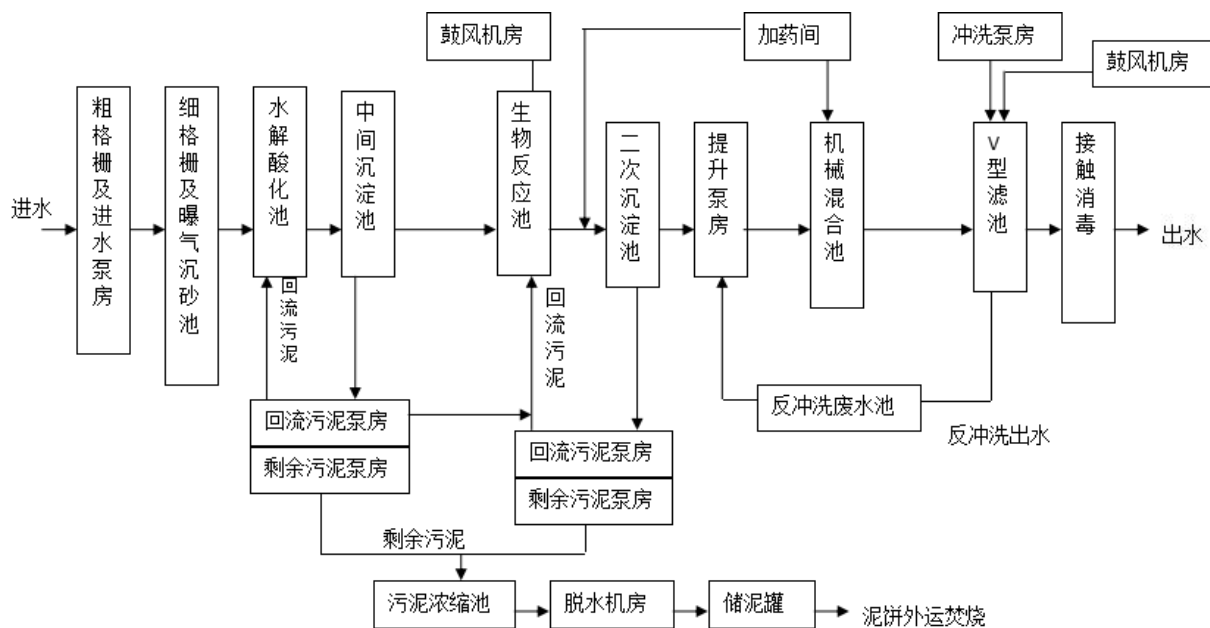 鼓风机房
加药间
冲洗泵房
鼓风机房
进水
粗格栅及进水泵房
细格栅及曝气沉砂池
水解酸化池
中间沉淀池
生物反应池
二次沉淀池
提升泵房
机械混合池
V型滤池
接触消毒
出水
回流污泥
回流污泥
回流污泥泵房
剩余污泥泵房
回流污泥泵房
剩余污泥泵房
反冲洗废水池
反冲洗出水
剩余污泥
污泥浓缩池
脱水机房
储泥罐
泥饼外运焚烧